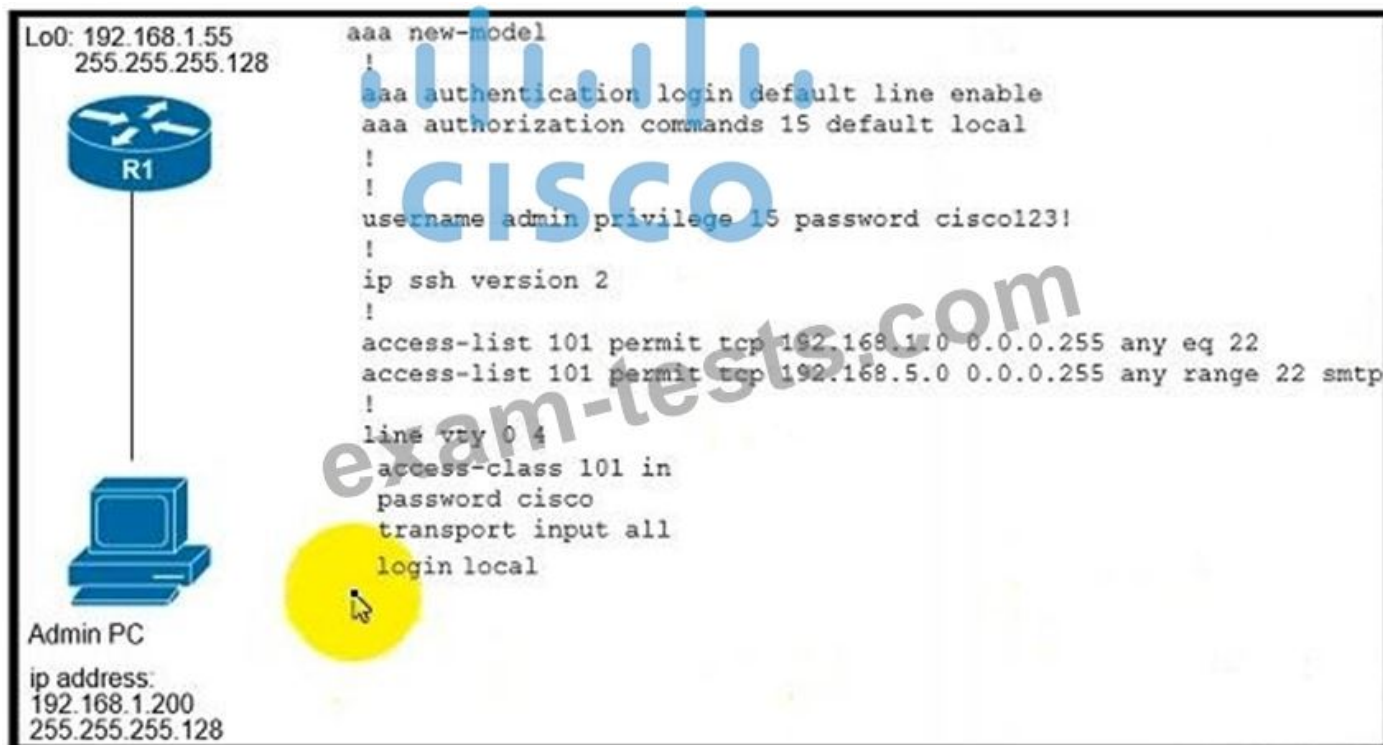 Lo0: 192.168.1.55
255.255.255.128
R1
Admin PC
ip address:
192.168.1.200
255.255.255.128
aaa new-model
!
aaa authentication login default line enable
aaa authorization commands 15 default local
!
!
username admin privilege 15 password cisco123!
!
ip ssh version 2
!
access-list 101 permit tcp 192.168.1.0 0.0.0.255 any eq 22
access-list 101 permit tcp 192.168.5.0 0.0.0.255 any range 22 smtp
!
line vty 0 4
access-class 101 in
password cisco
transport input all
login local
CISCO
exam-tests.com